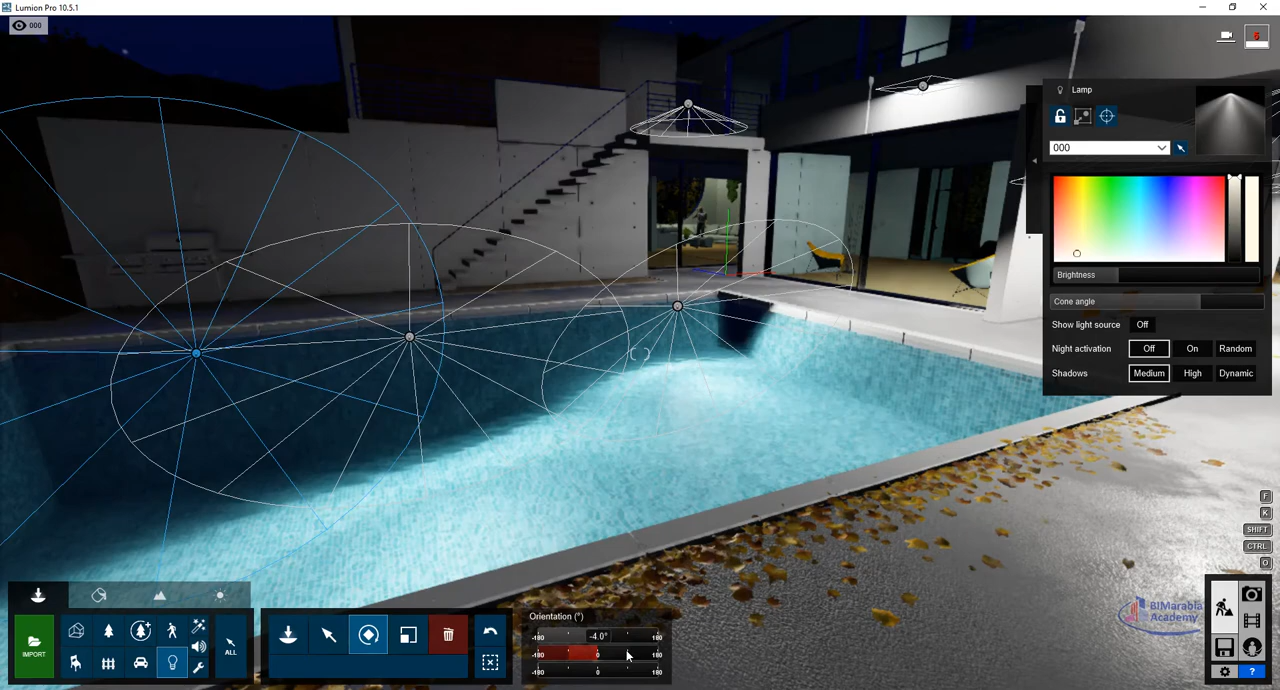 Lumion Pro 10.5.1
000
6
Lamp
000
Brightness
Cone angle
Show light source Off
Night activation Off On Random
Shadows Medium High Dynamic
F
K
SHIFT
CTRL
O
IMPORT
ALL
Orientation (°)
-180 -4.0° 180
-180 0 180
-180 0 180
BIMarabia
Academy
?